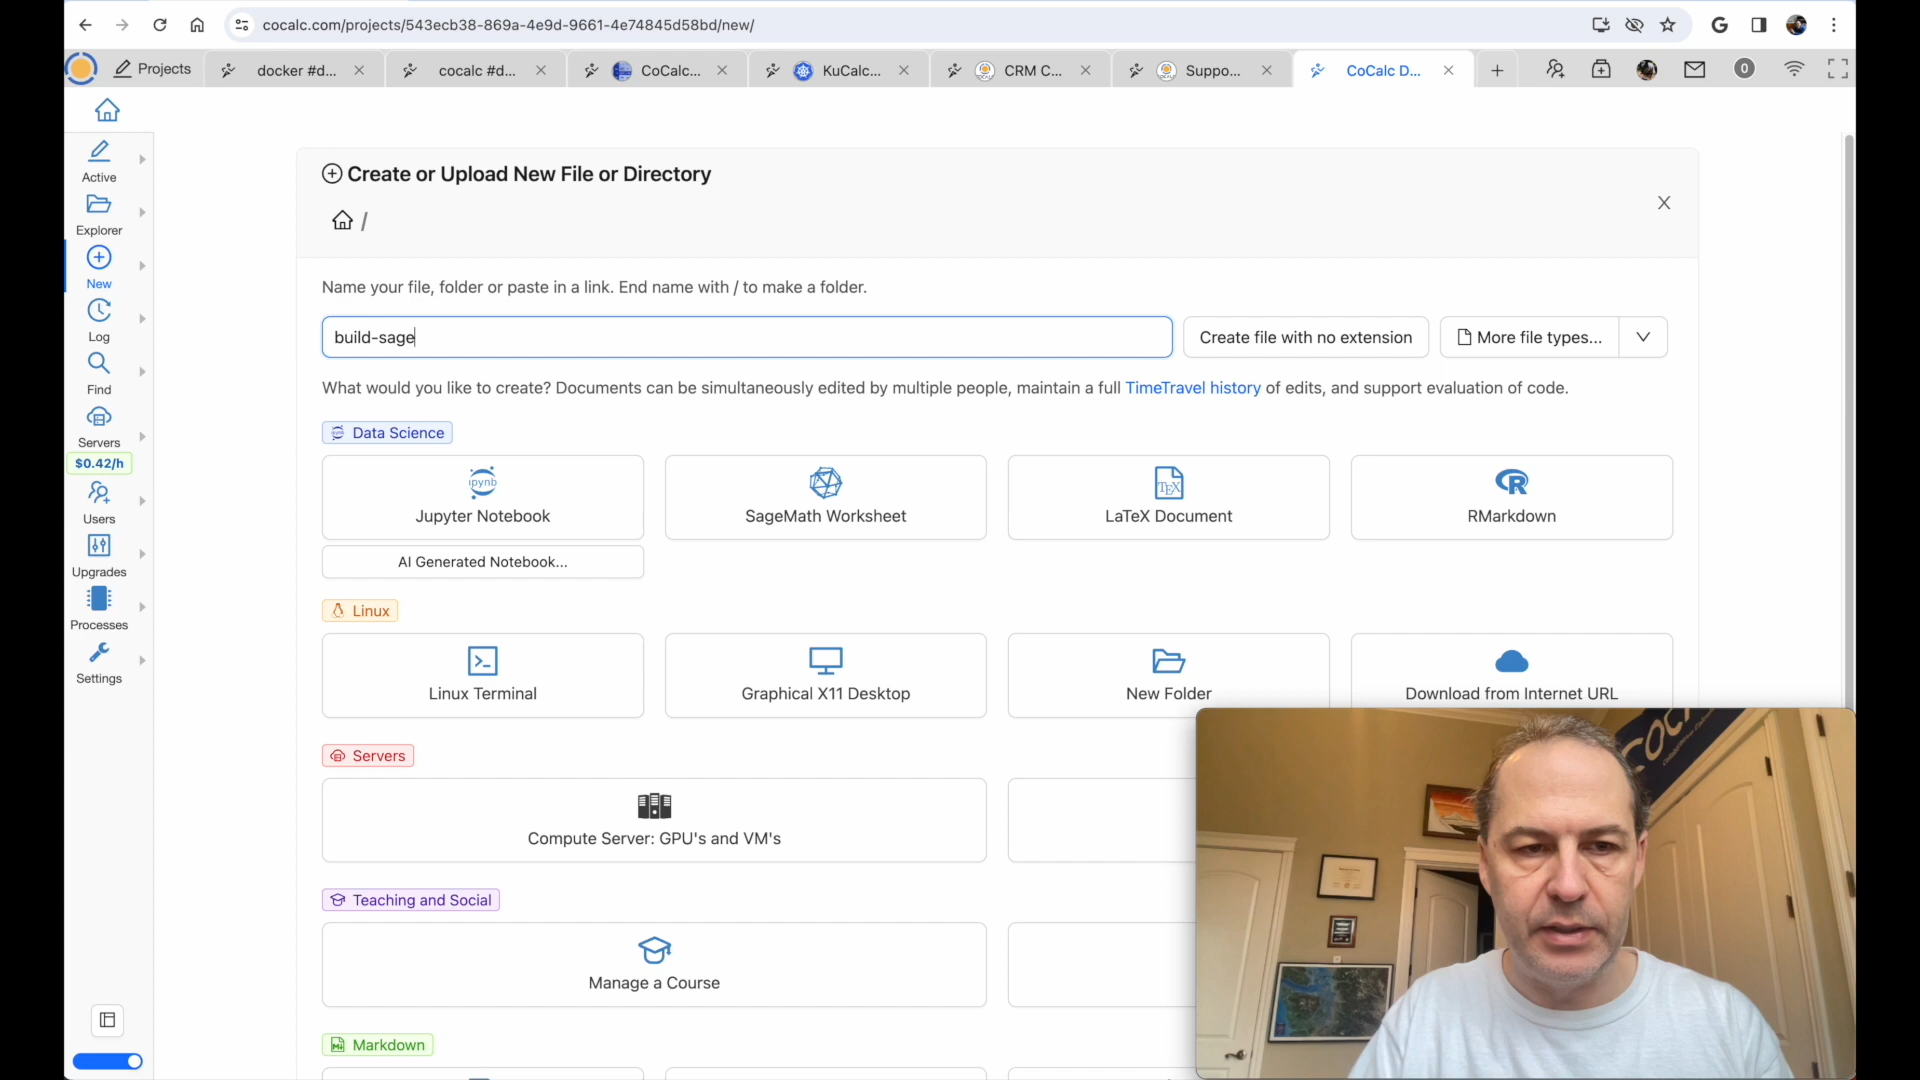 cocalc.com/projects/543ecb38-869a-4e9d-9661-4e74845d58bd/new/
Projects
docker #d...
cocalc #d...
CoCalc...
KuCalc...
CRM C...
Suppo...
CoCalc D...
0
Active
Explorer
New
Log
Find
Servers
$0.42/h
Users
Upgrades
Processes
Settings
Create or Upload New File or Directory
/
Name your file, folder or paste in a link. End name with / to make a folder.
build-sage
Create file with no extension
More file types...
What would you like to create? Documents can be simultaneously edited by multiple people, maintain a full TimeTravel history of edits, and support evaluation of code.
Data Science
ipynb
Jupyter Notebook
SageMath Worksheet
TEX
LaTeX Document
R
RMarkdown
AI Generated Notebook...
Linux
Linux Terminal
Graphical X11 Desktop
New Folder
Download from Internet URL
Servers
Compute Server: GPU's and VM's
Teaching and Social
Manage a Course
Markdown